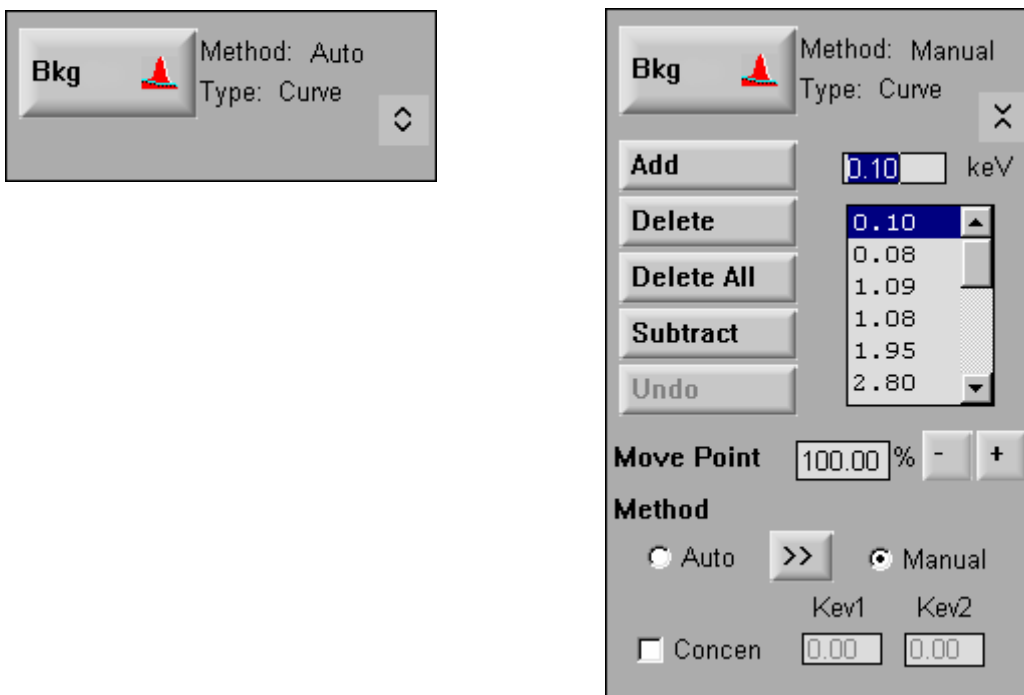 Bkg
Method: Auto
Type: Curve
Bkg
Method: Manual
Type: Curve
Add
0.10 keV
Delete
Delete All
Subtract
Undo
0.10
0.08
1.09
1.08
1.95
2.80
Move Point 100.00 % - +
Method
Auto >> Manual
Kev1 Kev2
Concen 0.00 0.00